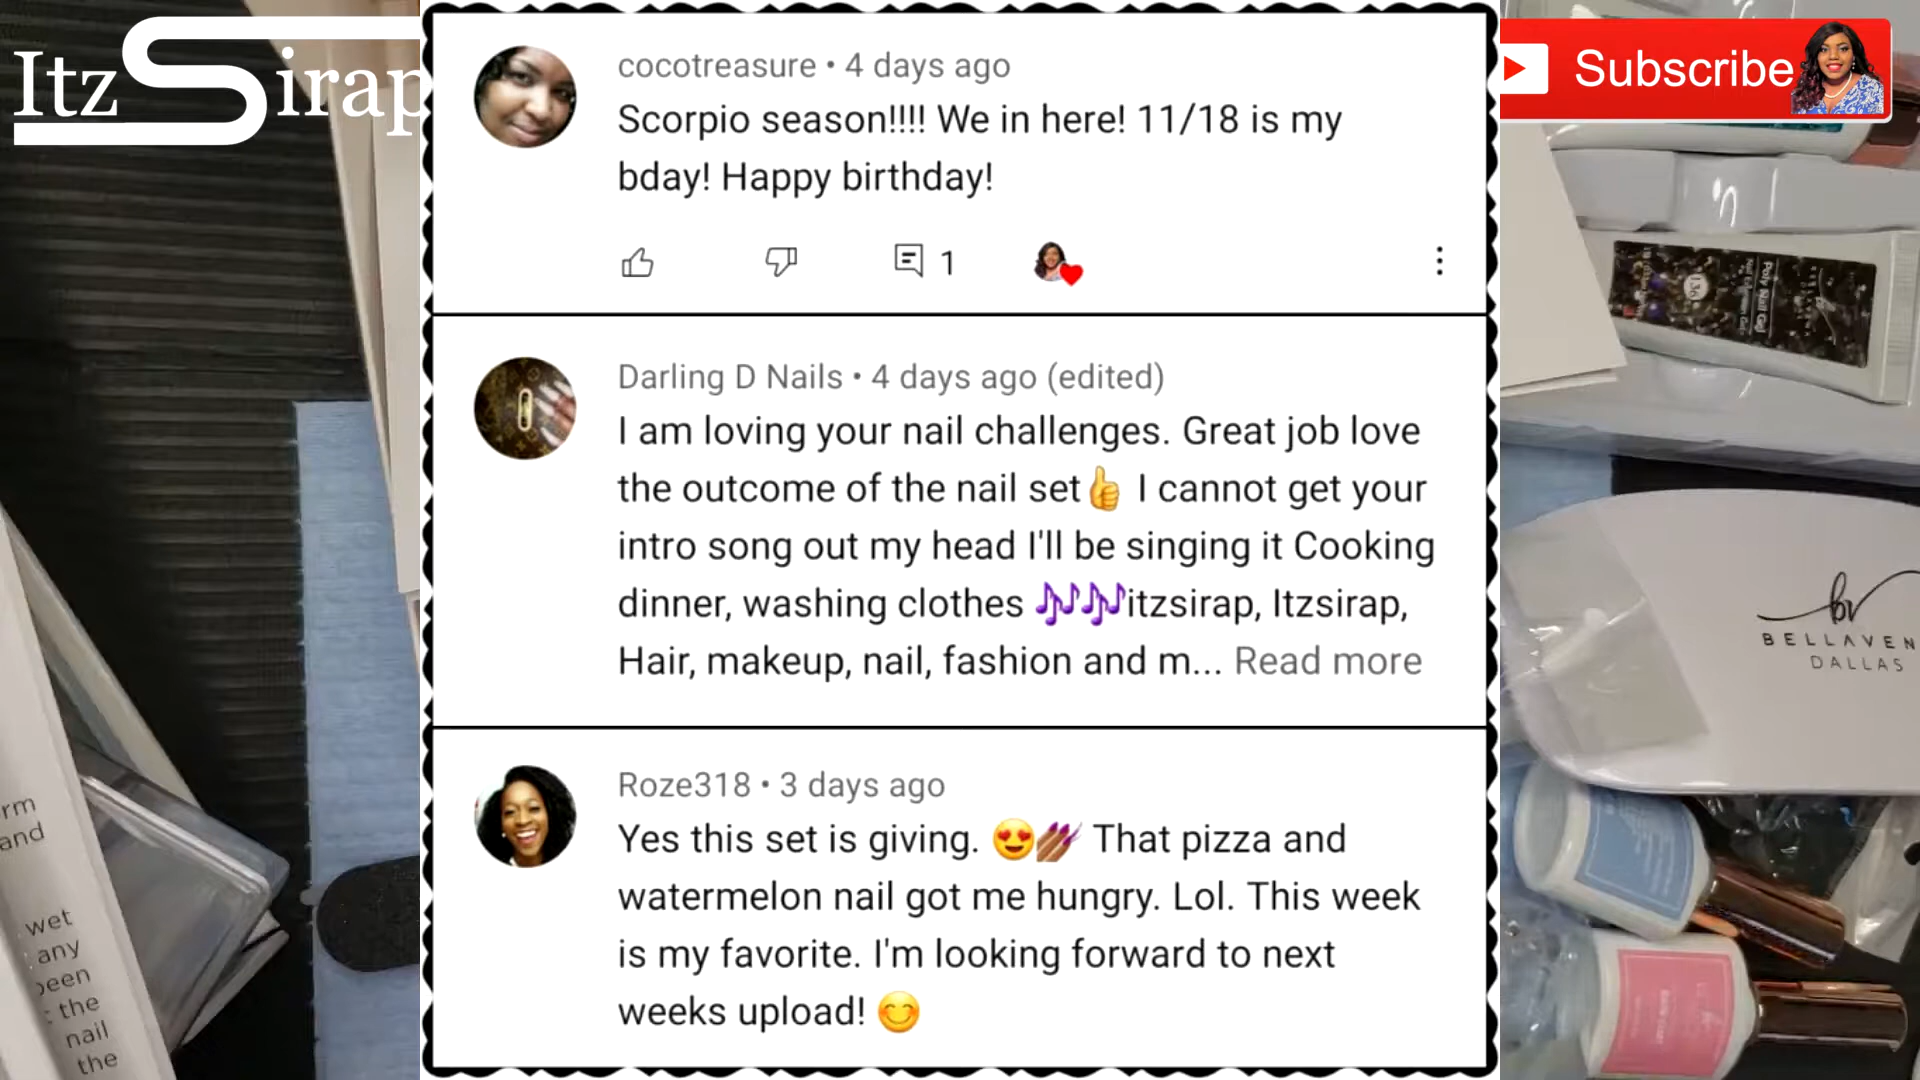 ItzSirap
Subscribe
cocotreasure • 4 days ago
Scorpio season!!!! We in here! 11/18 is my
bday! Happy birthday!
1
Darling D Nails • 4 days ago (edited)
I am loving your nail challenges. Great job love
the outcome of the nail set👍 I cannot get your
intro song out my head I'll be singing it Cooking
dinner, washing clothes 🎶🎶itzsirap, Itzsirap,
Hair, makeup, nail, fashion and m... Read more
Roze318 • 3 days ago
Yes this set is giving. 😍💅🏾 That pizza and
watermelon nail got me hungry. Lol. This week
is my favorite. I'm looking forward to next
weeks upload! 😊
Poly Nail Gel
bv
BELLAVEN
DALLAS
rm
and
wet
any
been
the
nail
the